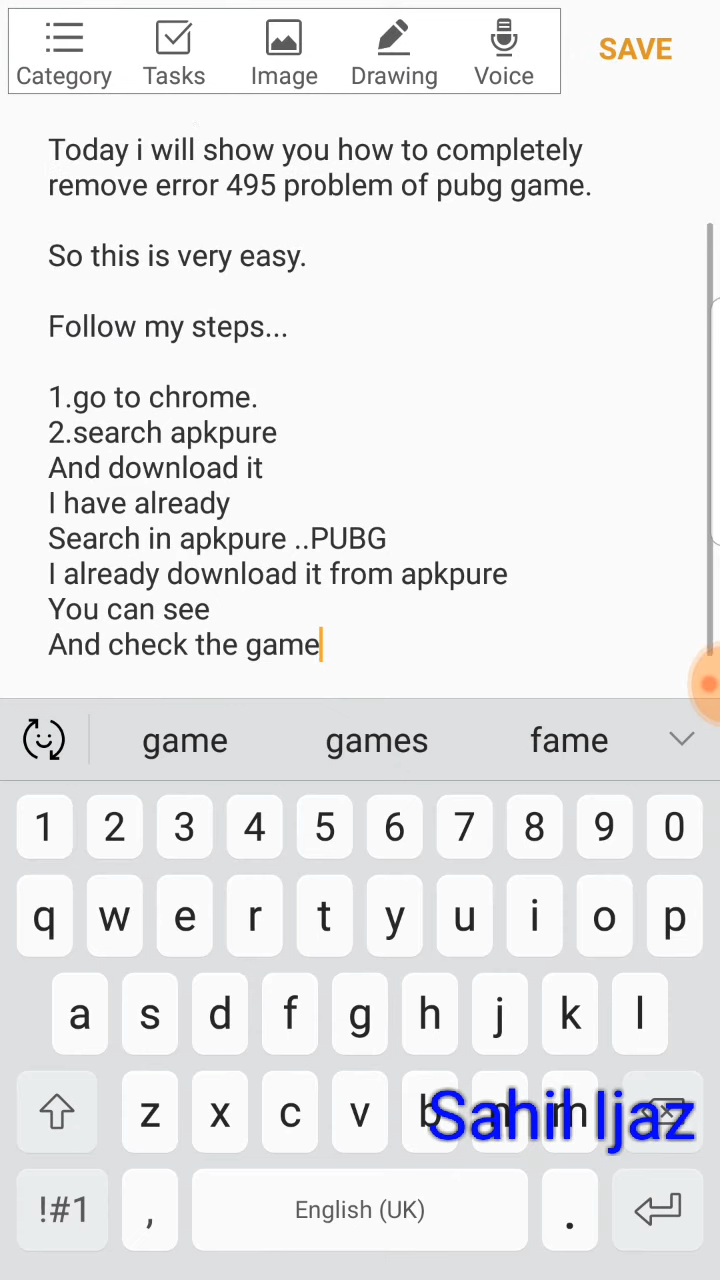 Category Tasks Image Drawing Voice SAVE
Today i will show you how to completely
remove error 495 problem of pubg game.
So this is very easy.
Follow my steps...
1.go to chrome.
2.search apkpure
And download it
I have already
Search in apkpure ..PUBG
I already download it from apkpure
You can see
And check the game
game games fame
1 2 3 4 5 6 7 8 9 0
q w e r t y u i o p
a s d f g h j k l
z x c v b n m
Sahil Ijaz
!#1 , English (UK) .